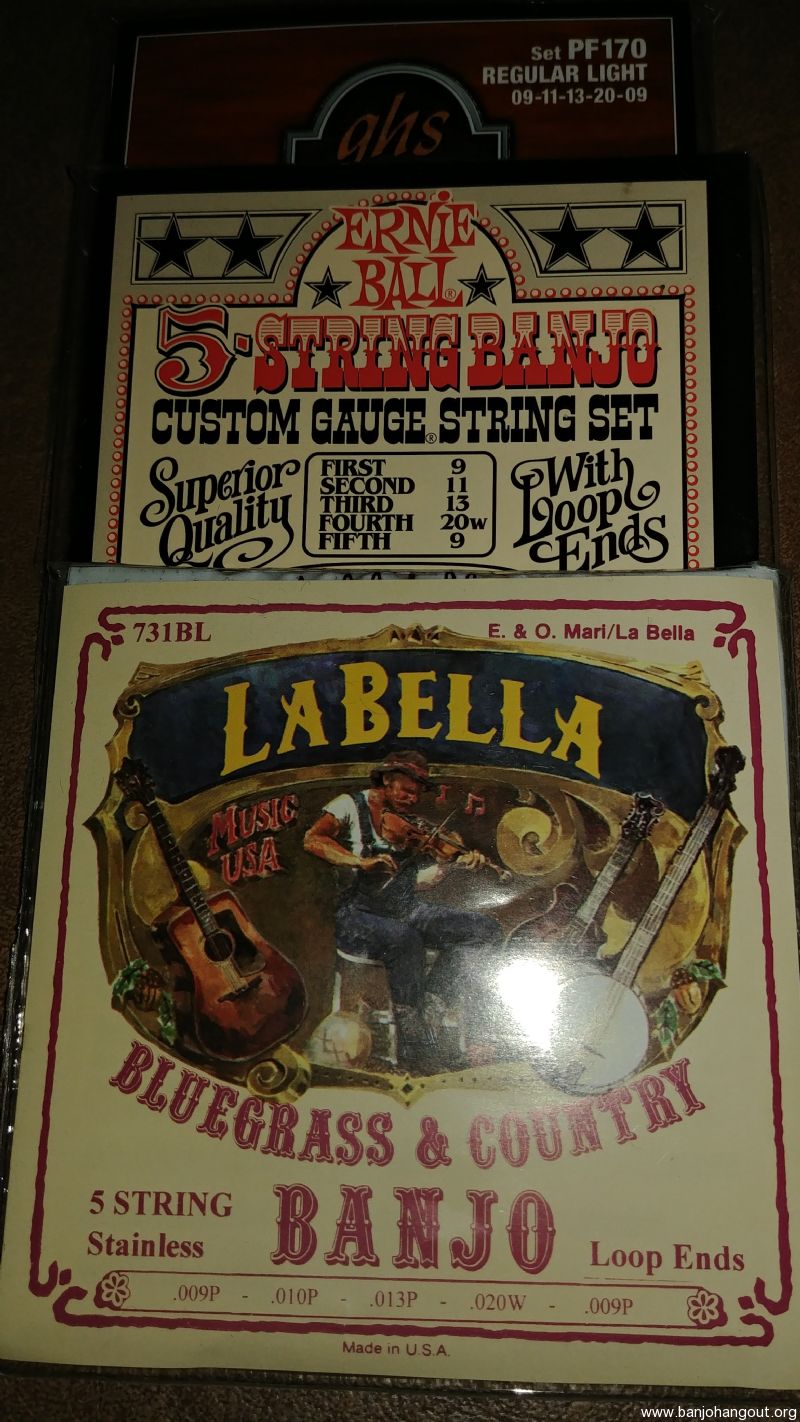 Set PF170
REGULAR LIGHT
09-11-13-20-09
ghs
ERNIE
BALL®
5-STRING BANJO
CUSTOM GAUGE® STRING SET
Superior
Quality
FIRST 9
SECOND 11
THIRD 13
FOURTH 20W
FIFTH 9
With
Loop
Ends
731BL
E. & O. Mari/La Bella
LABELLA
MUSIC
USA
BLUEGRASS & COUNTRY
5 STRING
Stainless
BANJO
Loop Ends
.009P - .010P - .013P - .020W - .009P
Made in U.S.A.
www.banjohangout.org